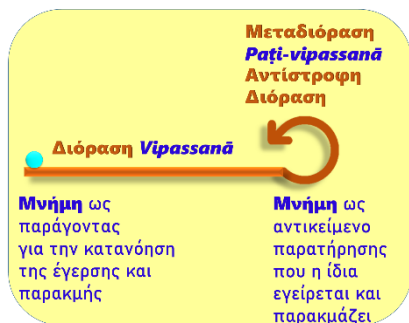 Μεταδιόραση
Paṭi-vipassanā
Αντίστροφη
Διόραση
Διόραση Vipassanā
Μνήμη ως
παράγοντας
για την κατανόηση
της έγερσης και
παρακμής
Μνήμη ως
αντικείμενο
παρατήρησης
που η ίδια
εγείρεται και
παρακμάζει